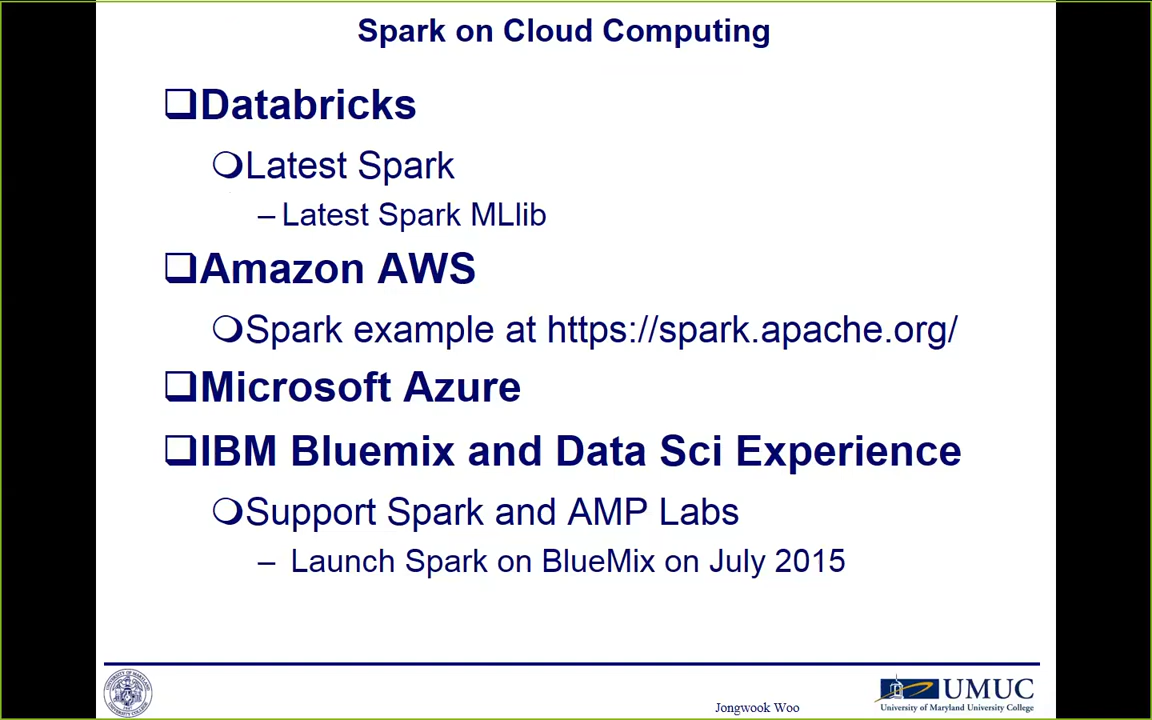 Spark on Cloud Computing
Databricks
Latest Spark
– Latest Spark MLlib
Amazon AWS
Spark example at https://spark.apache.org/
Microsoft Azure
IBM Bluemix and Data Sci Experience
Support Spark and AMP Labs
– Launch Spark on BlueMix on July 2015
Jongwook Woo
UMUC
University of Maryland University College